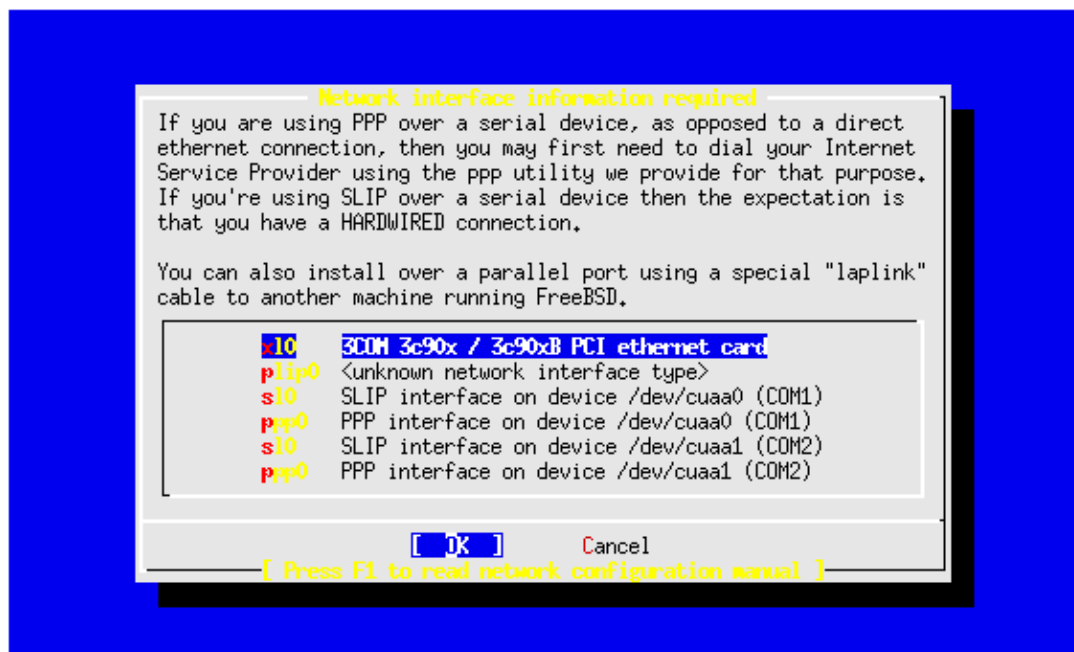 Network interface information required
If you are using PPP over a serial device, as opposed to a direct
ethernet connection, then you may first need to dial your Internet
Service Provider using the ppp utility we provide for that purpose.
If you're using SLIP over a serial device then the expectation is
that you have a HARDWIRED connection.
You can also install over a parallel port using a special "laplink"
cable to another machine running FreeBSD.
xl0 3COM 3c90x / 3c90xB PCI ethernet card
plip0 <unknown network interface type>
sl0 SLIP interface on device /dev/cuaa0 (COM1)
ppp0 PPP interface on device /dev/cuaa0 (COM1)
sl0 SLIP interface on device /dev/cuaa1 (COM2)
ppp0 PPP interface on device /dev/cuaa1 (COM2)
[ OK ] Cancel
[ Press F1 to read network configuration manual ]